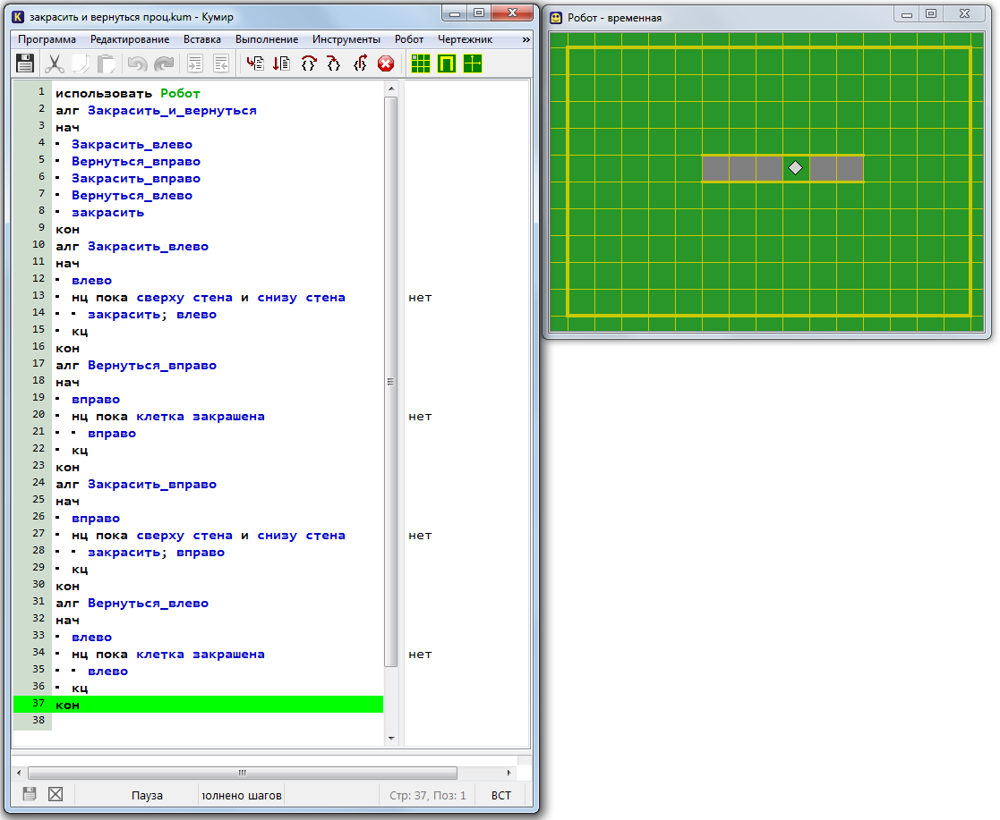 закрасить и вернуться проц.kum - Кумир
Программа Редактирование Вставка Выполнение Инструменты Робот Чертежник »
1 использовать Робот
2 алг Закрасить_и_вернуться
3 нач
4 Закрасить_влево
5 Вернуться_вправо
6 Закрасить_вправо
7 Вернуться_влево
8 закрасить
9 кон
10 алг Закрасить_влево
11 нач
12 влево
13 нц пока сверху стена и снизу стена нет
14 закрасить; влево
15 кц
16 кон
17 алг Вернуться_вправо
18 нач
19 вправо
20 нц пока клетка закрашена нет
21 вправо
22 кц
23 кон
24 алг Закрасить_вправо
25 нач
26 вправо
27 нц пока сверху стена и снизу стена нет
28 закрасить; вправо
29 кц
30 кон
31 алг Вернуться_влево
32 нач
33 влево
34 нц пока клетка закрашена нет
35 влево
36 кц
37 кон
38
Пауза олнено шагов Стр: 37, Поз: 1 ВСТ
Робот - временная